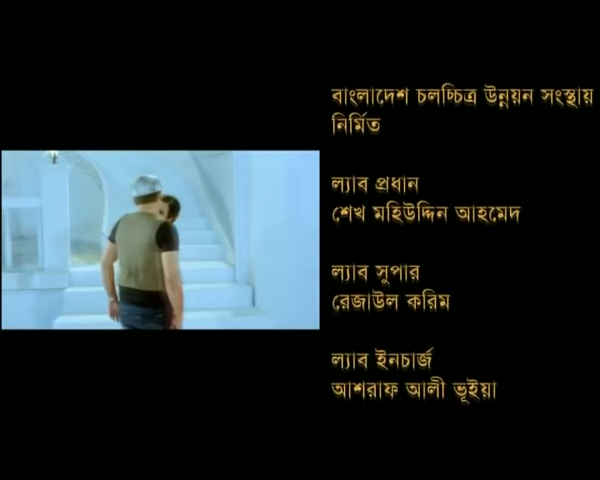 বাংলাদেশ চলচ্চিত্র উন্নয়ন সংস্থায়
নির্মিত
ল্যাব প্রধান
শেখ মহিউদ্দিন আহমেদ
ল্যাব সুপার
রেজাউল করিম
ল্যাব ইনচার্জ
আশরাফ আলী ভূইয়া